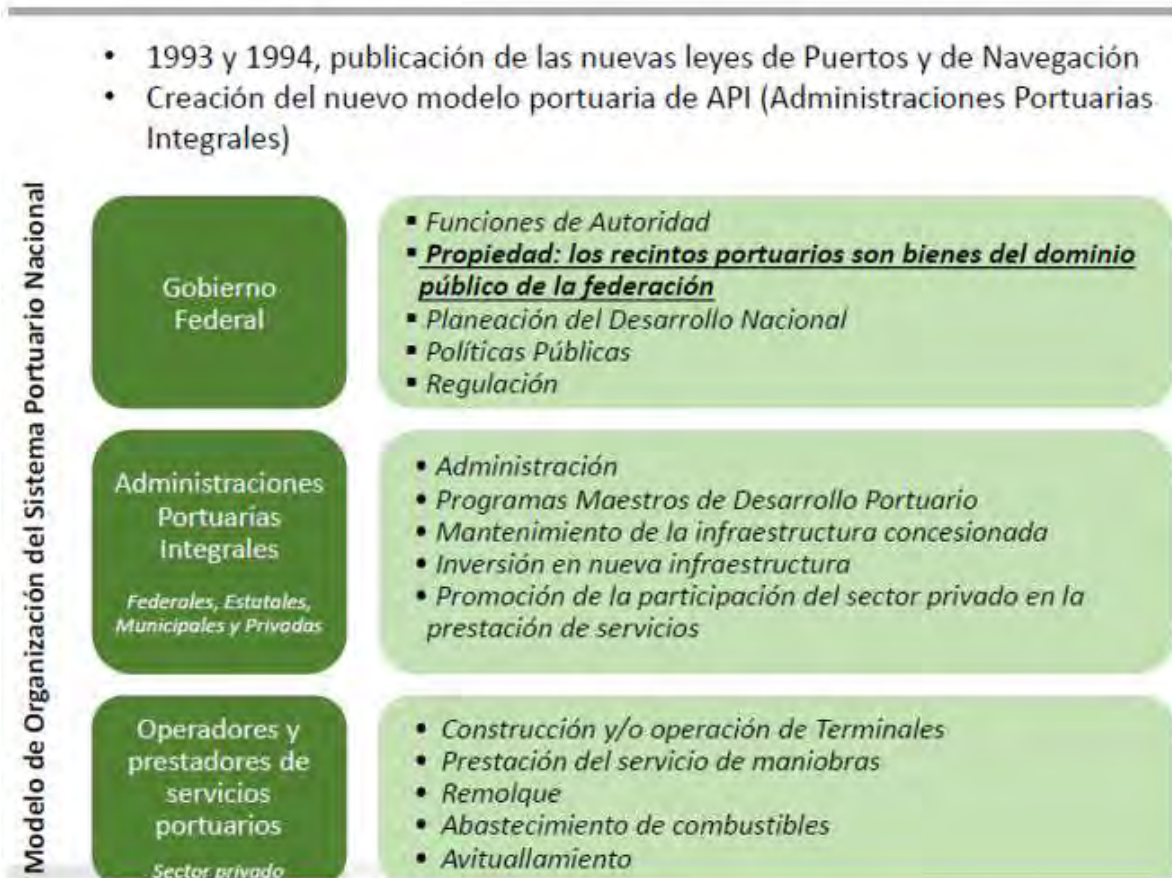 • 1993 y 1994, publicación de las nuevas leyes de Puertos y de Navegación
• Creación del nuevo modelo portuaria de API (Administraciones Portuarias
Integrales)
Modelo de Organización del Sistema Portuario Nacional
Gobierno
Federal
▪ Funciones de Autoridad
▪ Propiedad: los recintos portuarios son bienes del dominio
público de la federación
▪ Planeación del Desarrollo Nacional
▪ Políticas Públicas
▪ Regulación
Administraciones
Portuarias
Integrales
Federales, Estatales,
Municipales y Privadas
• Administración
• Programas Maestros de Desarrollo Portuario
• Mantenimiento de la infraestructura concesionada
• Inversión en nueva infraestructura
• Promoción de la participación del sector privado en la
prestación de servicios
Operadores y
prestadores de
servicios
portuarios
Sector privado
• Construcción y/o operación de Terminales
• Prestación del servicio de maniobras
• Remolque
• Abastecimiento de combustibles
• Avituallamiento